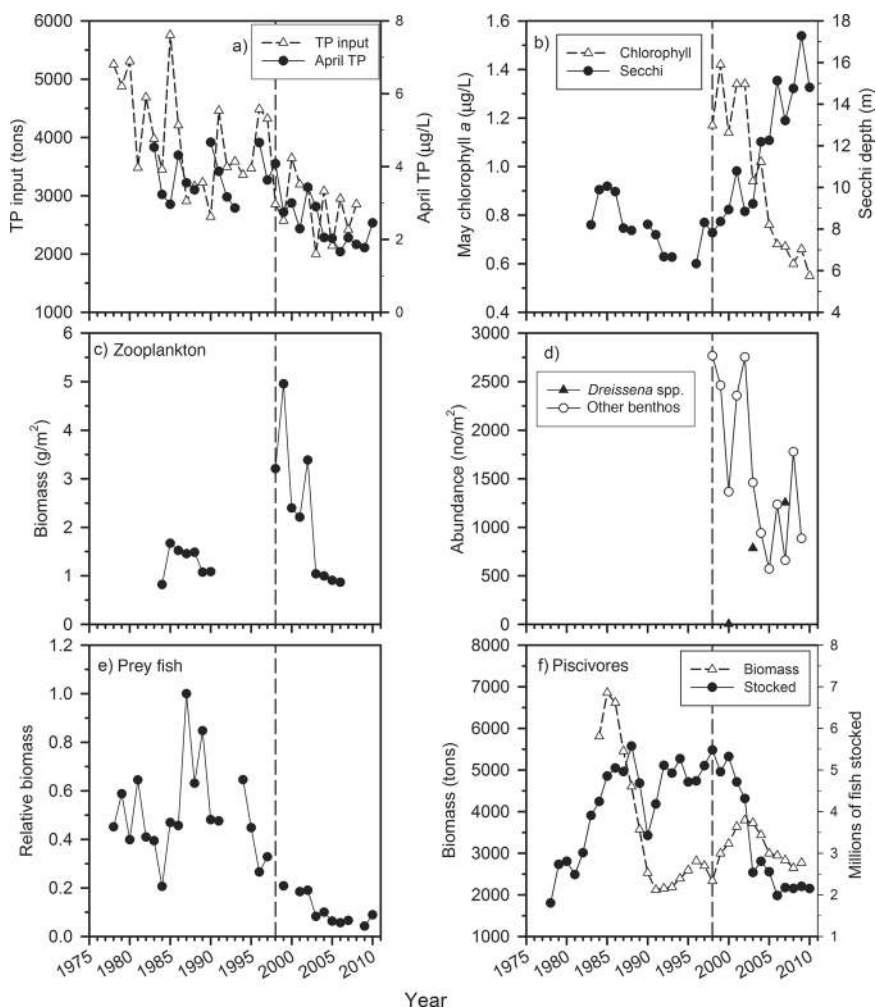 a)
TP input
April TP
6000
5000
4000
3000
2000
1000
TP input (tons)
8
6
4
2
0
April TP (µg/L)
b)
Chlorophyll
Secchi
1.6
1.4
1.2
1.0
0.8
0.6
0.4
May chlorophyll a (µg/L)
18
16
14
12
10
8
6
4
Secchi depth (m)
c) Zooplankton
6
5
4
3
2
1
0
Biomass (g/m²)
d)
Dreissena spp.
Other benthos
3000
2500
2000
1500
1000
500
0
Abundance (no/m²)
e) Prey fish
1.2
1.0
0.8
0.6
0.4
0.2
0.0
Relative biomass
1975 1980 1985 1990 1995 2000 2005 2010
f) Piscivores
Biomass
Stocked
8000
7000
6000
5000
4000
3000
2000
1000
Biomass (tons)
8
7
6
5
4
3
2
1
Millions of fish stocked
1975 1980 1985 1990 1995 2000 2005 2010
Year